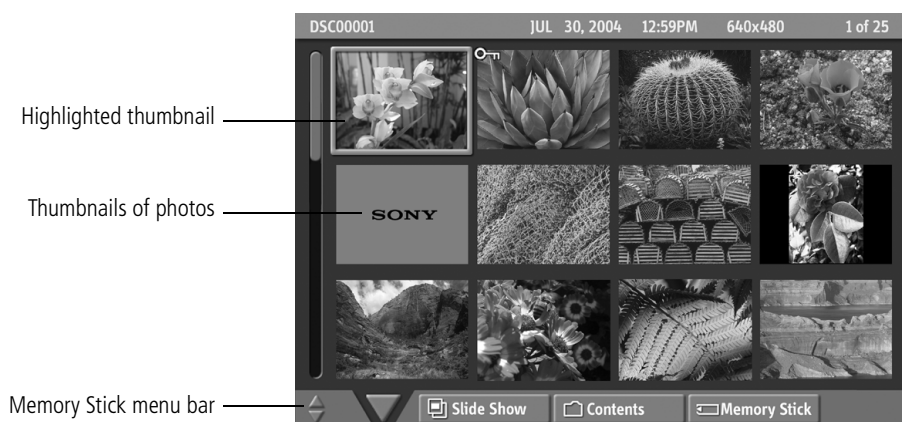 DSC00001 JUL 30, 2004 12:59PM 640x480 1 of 25
Highlighted thumbnail
Thumbnails of photos
SONY
Memory Stick menu bar
Slide Show Contents Memory Stick